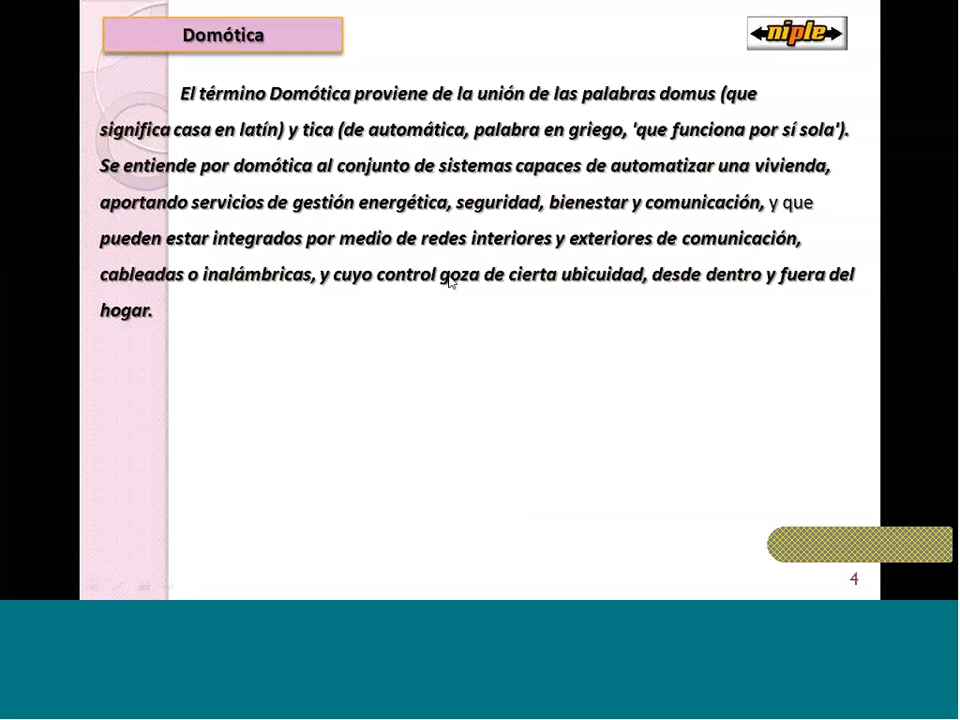 Domótica
niple
El término Domótica proviene de la unión de las palabras domus (que
significa casa en latín) y tica (de automática, palabra en griego, 'que funciona por sí sola').
Se entiende por domótica al conjunto de sistemas capaces de automatizar una vivienda,
aportando servicios de gestión energética, seguridad, bienestar y comunicación, y que
pueden estar integrados por medio de redes interiores y exteriores de comunicación,
cableadas o inalámbricas, y cuyo control goza de cierta ubicuidad, desde dentro y fuera del
hogar.
4